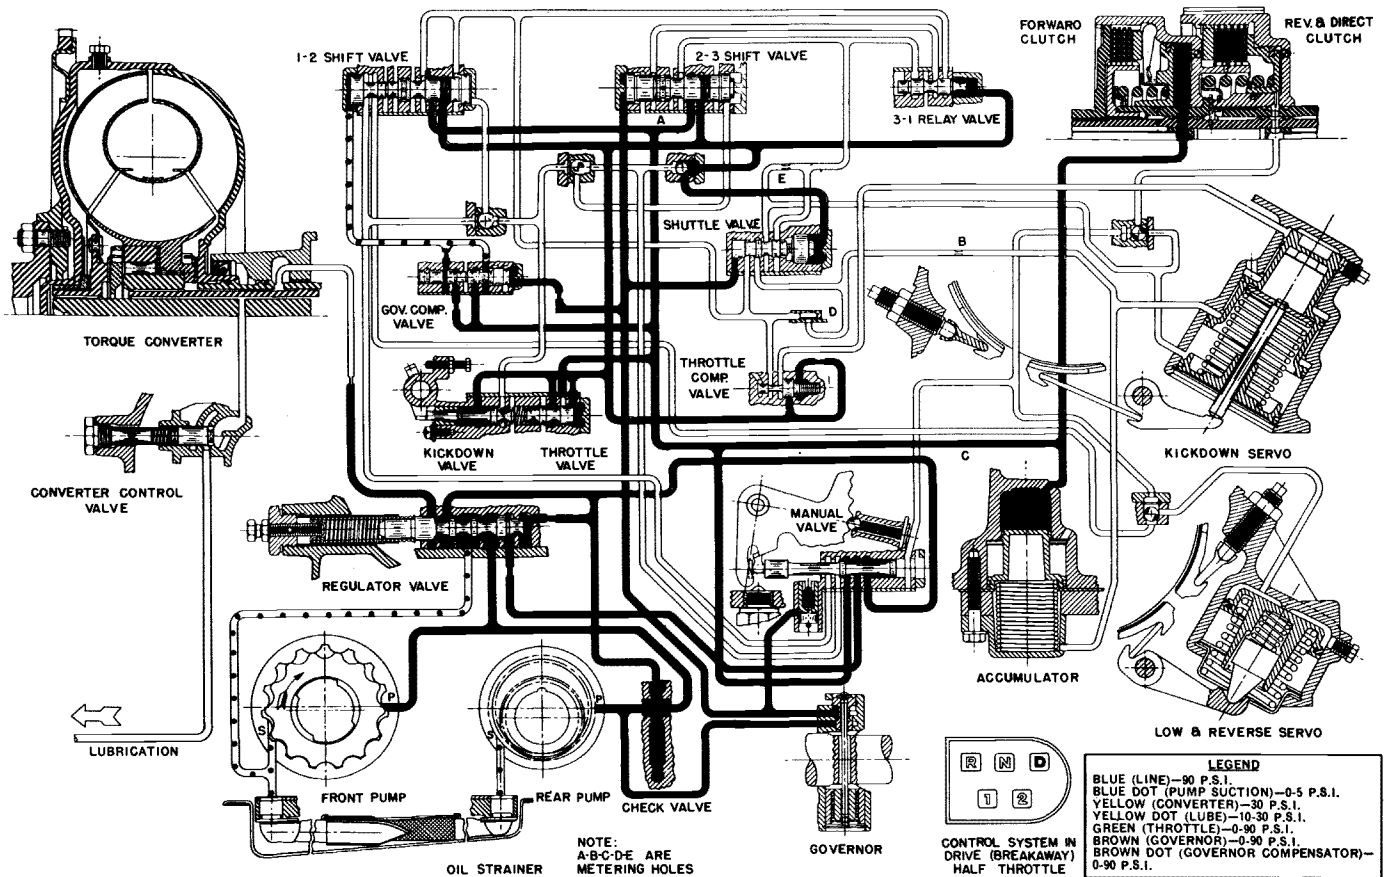 FORWARD
CLUTCH
REV. & DIRECT
CLUTCH
1-2 SHIFT VALVE
2-3 SHIFT VALVE
A
3-1 RELAY VALVE
E
SHUTTLE VALVE
B
GOV. COMP.
VALVE
D
TORQUE CONVERTER
THROTTLE
COMP.
VALVE
KICKDOWN
VALVE
THROTTLE
VALVE
C
KICKDOWN SERVO
CONVERTER CONTROL
VALVE
MANUAL
VALVE
REGULATOR VALVE
ACCUMULATOR
P
P
S
S
LUBRICATION
LOW & REVERSE SERVO
FRONT PUMP
REAR PUMP
CHECK VALVE
R N D
1 2
OIL STRAINER
NOTE:
A-B-C-D-E ARE
METERING HOLES
GOVERNOR
CONTROL SYSTEM IN
DRIVE (BREAKAWAY)
HALF THROTTLE
LEGEND
BLUE (LINE)—90 P.S.I.
BLUE DOT (PUMP SUCTION)—0-5 P.S.I.
YELLOW (CONVERTER)—30 P.S.I.
YELLOW DOT (LUBE)—10-30 P.S.I.
GREEN (THROTTLE)—0-90 P.S.I.
BROWN (GOVERNOR)—0-90 P.S.I.
BROWN DOT (GOVERNOR COMPENSATOR)—
0-90 P.S.I.